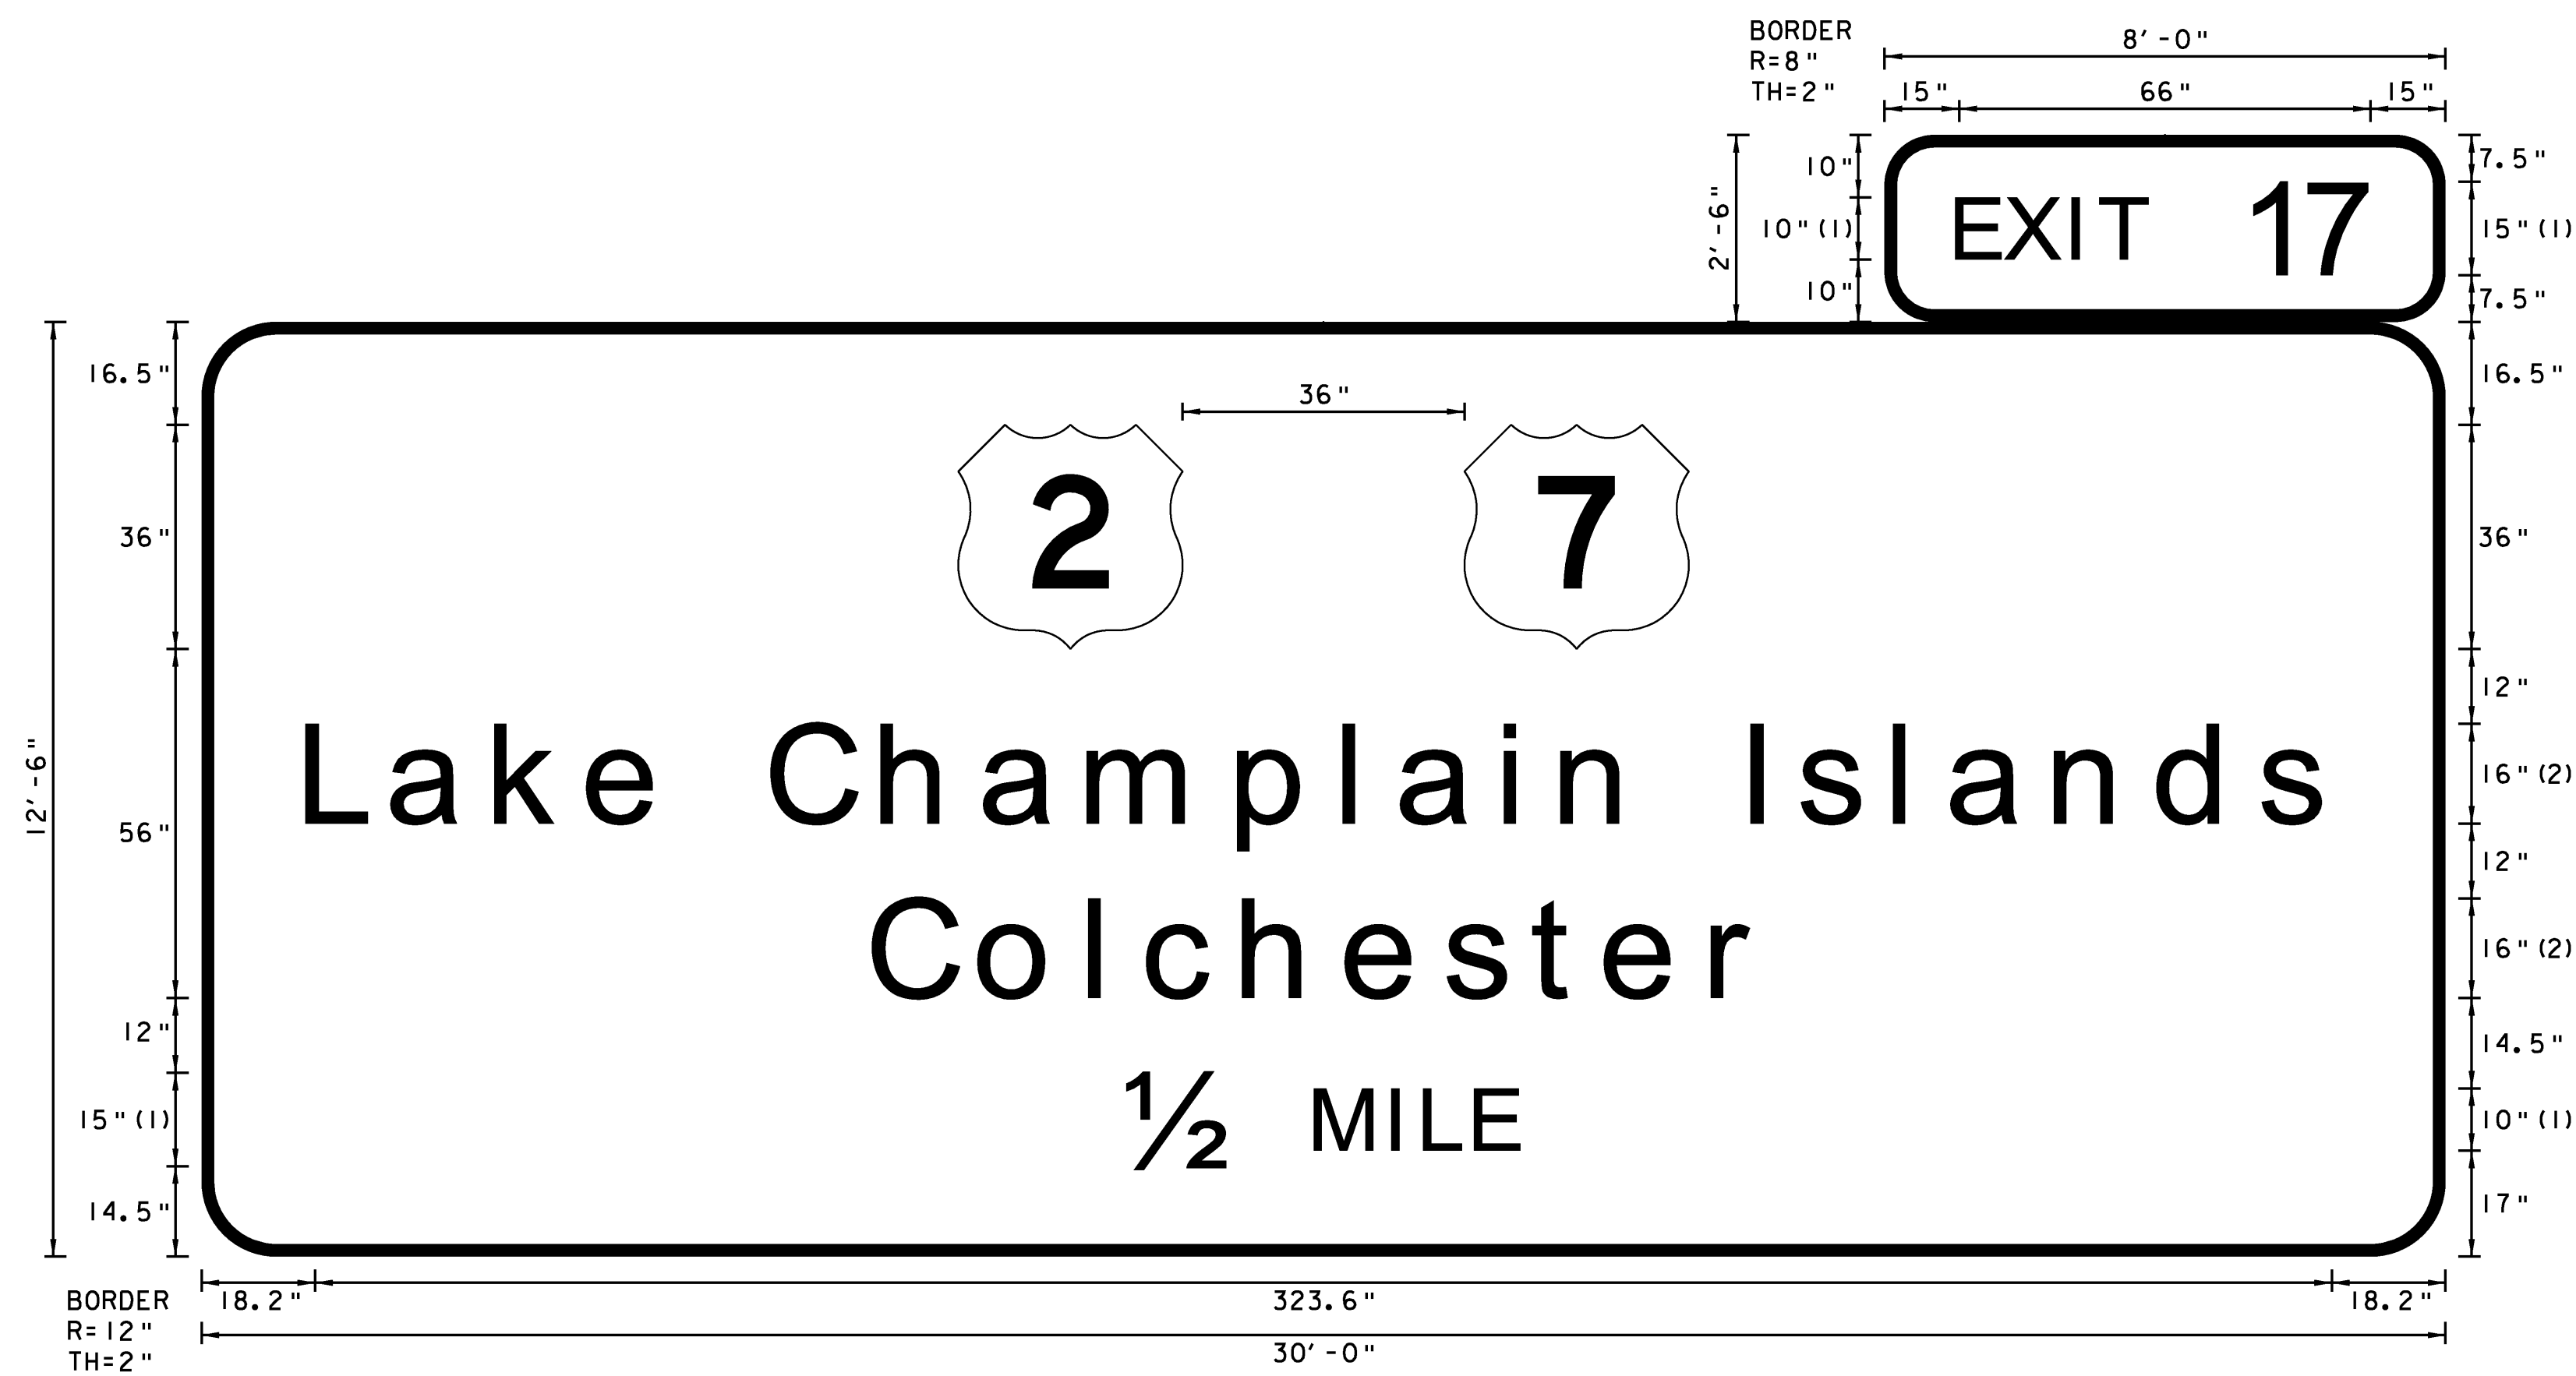 BORDER
R=8"
TH=2"
8'-0"
15" 66" 15"
2'-6"
10"
10"(1)
10"
EXIT 17
7.5"
15"(1)
7.5"
12'-6"
16.5"
36"
56"
12"
15"(1)
14.5"
36"
2 7
Lake Champlain Islands
Colchester
½ MILE
16.5"
36"
12"
16"(2)
12"
16"(2)
14.5"
10"(1)
17"
BORDER
R=12"
TH=2"
18.2" 323.6" 18.2"
30'-0"